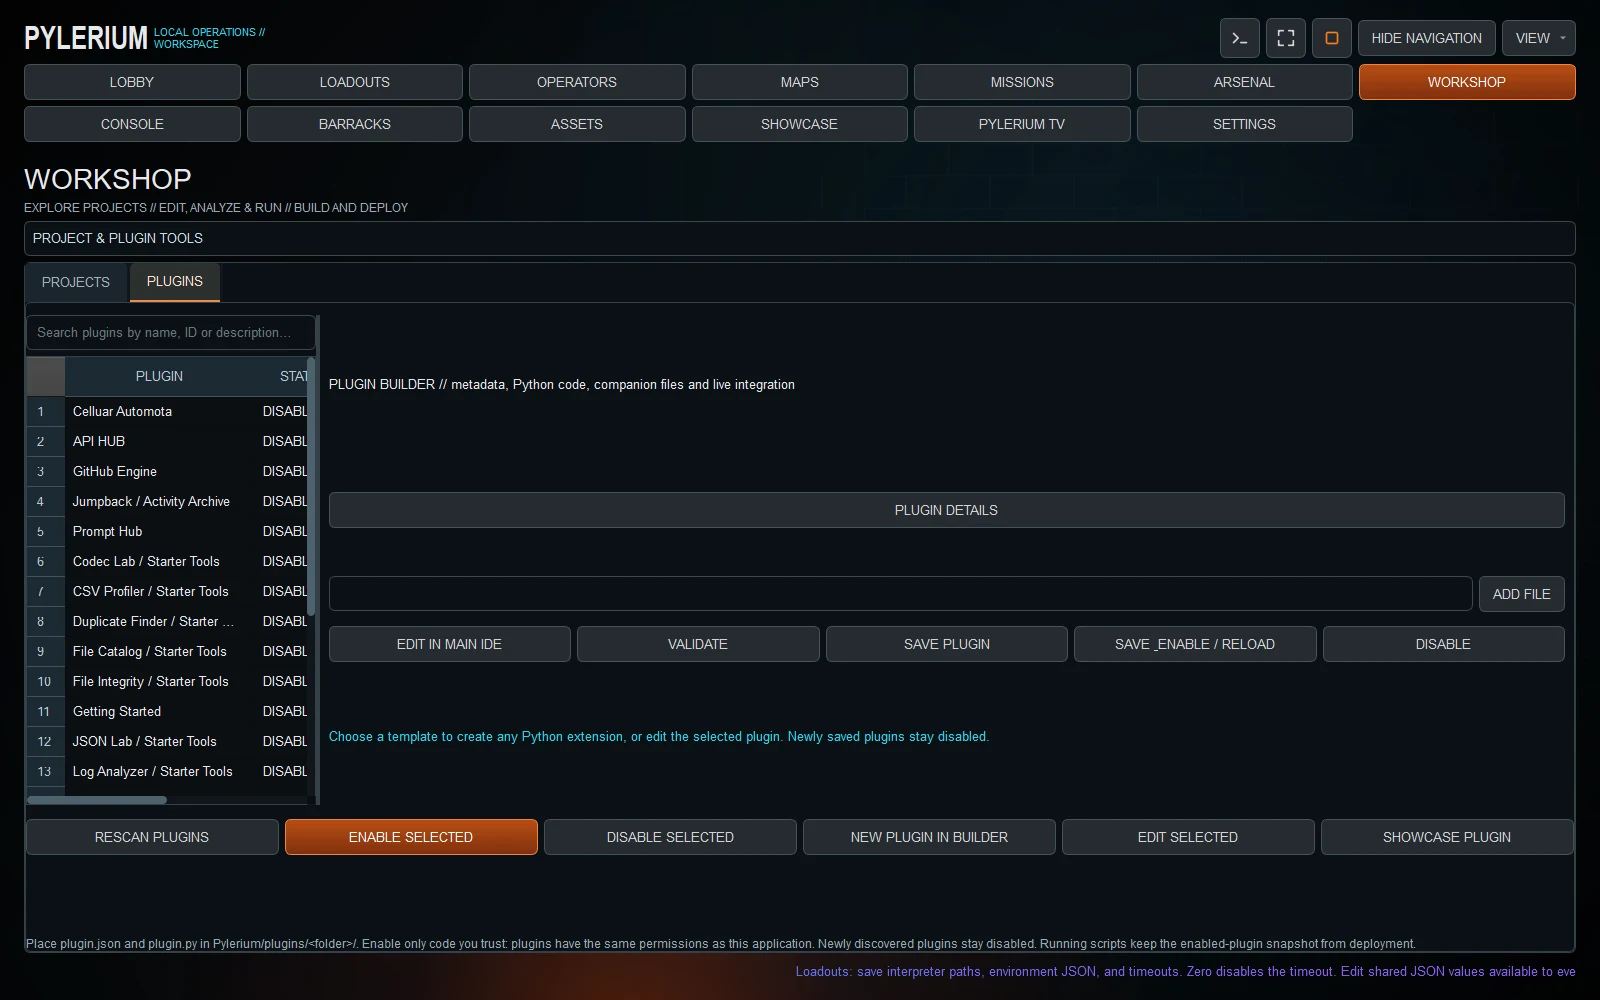 PYLERIUM LOCAL OPERATIONS //
WORKSPACE
HIDE NAVIGATION VIEW
LOBBY LOADOUTS OPERATORS MAPS MISSIONS ARSENAL WORKSHOP
CONSOLE BARRACKS ASSETS SHOWCASE PYLERIUM TV SETTINGS
WORKSHOP
EXPLORE PROJECTS // EDIT, ANALYZE & RUN // BUILD AND DEPLOY
PROJECT & PLUGIN TOOLS
PROJECTS PLUGINS
Search plugins by name, ID or description...
PLUGIN STAT
1 Celluar Automota DISABL
2 API HUB DISABL
3 GitHub Engine DISABL
4 Jumpback / Activity Archive DISABL
5 Prompt Hub DISABL
6 Codec Lab / Starter Tools DISABL
7 CSV Profiler / Starter Tools DISABL
8 Duplicate Finder / Starter ... DISABL
9 File Catalog / Starter Tools DISABL
10 File Integrity / Starter Tools DISABL
11 Getting Started DISABL
12 JSON Lab / Starter Tools DISABL
13 Log Analyzer / Starter Tools DISABL
PLUGIN BUILDER // metadata, Python code, companion files and live integration
PLUGIN DETAILS
ADD FILE
EDIT IN MAIN IDE VALIDATE SAVE PLUGIN SAVE _ENABLE / RELOAD DISABLE
Choose a template to create any Python extension, or edit the selected plugin. Newly saved plugins stay disabled.
RESCAN PLUGINS ENABLE SELECTED DISABLE SELECTED NEW PLUGIN IN BUILDER EDIT SELECTED SHOWCASE PLUGIN
Place plugin.json and plugin.py in Pylerium/plugins/<folder>/. Enable only code you trust: plugins have the same permissions as this application. Newly discovered plugins stay disabled. Running scripts keep the enabled-plugin snapshot from deployment.
Loadouts: save interpreter paths, environment JSON, and timeouts. Zero disables the timeout. Edit shared JSON values available to eve